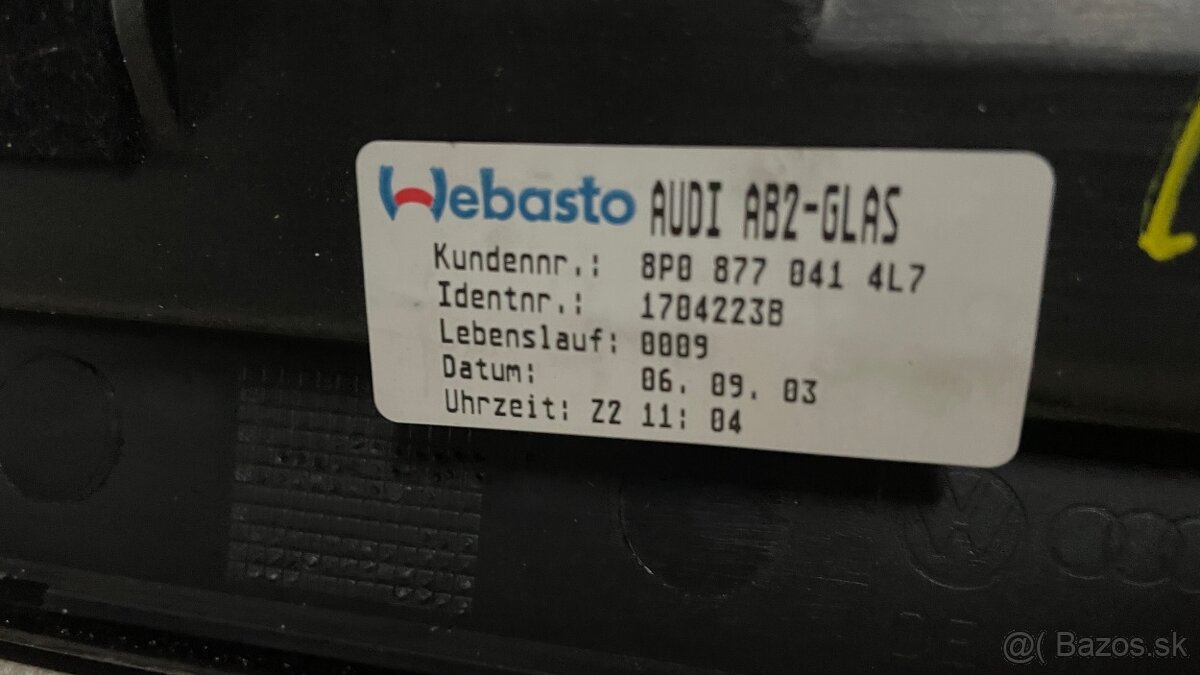 Webasto AUDI AB2-GLAS
Kundennr.: 8P0 877 041 4L7
Identnr.: 1704223B
Lebenslauf: 0009
Datum: 06. 09. 03
Uhrzeit: Z2 11: 04
@( Bazos.sk